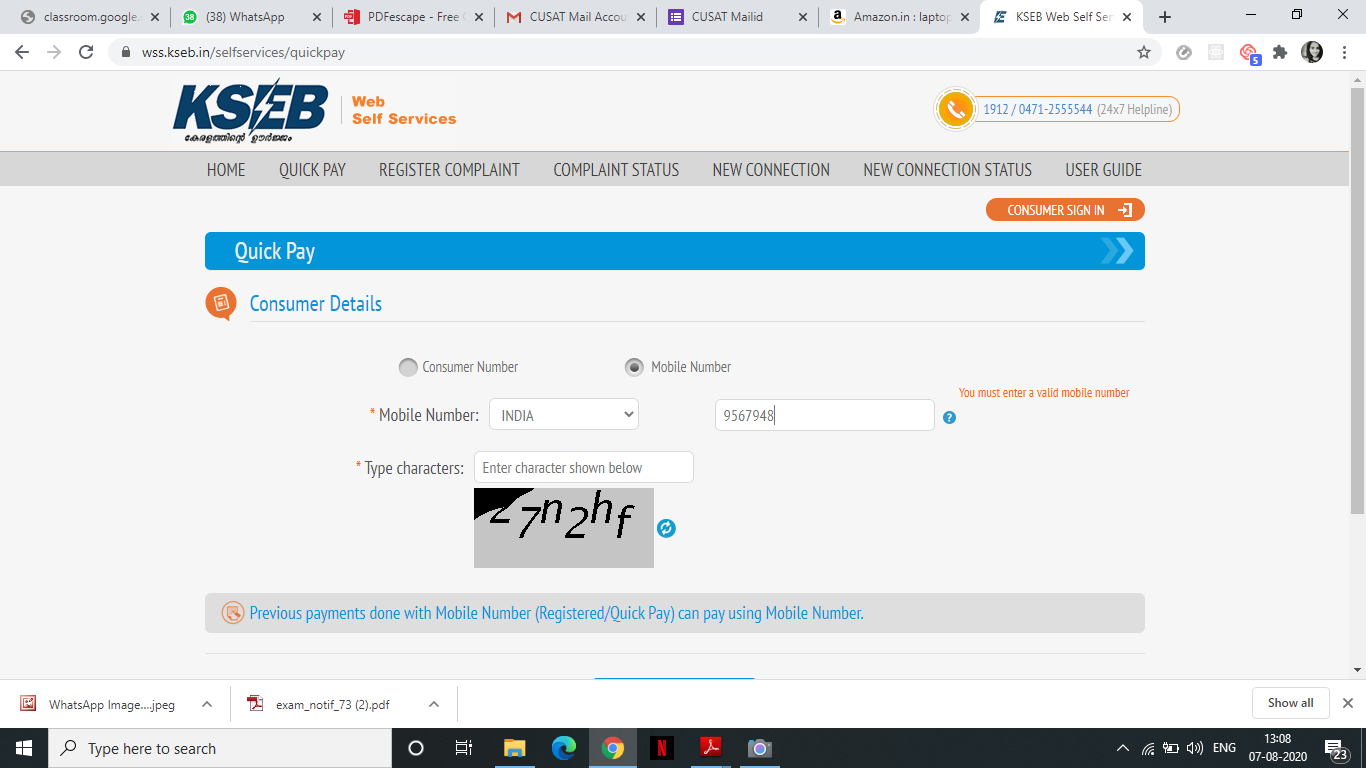 classroom.google.
(38) WhatsApp
PDFescape - Free
CUSAT Mail Accou
CUSAT Mailid
Amazon.in : laptop
KSEB Web Self Ser
wss.kseb.in/selfservices/quickpay
5
KSEB
കേരളത്തിന്റെ ഊർജ്ജം
Web
Self Services
1912 / 0471-2555544 (24x7 Helpline)
HOME QUICK PAY REGISTER COMPLAINT COMPLAINT STATUS NEW CONNECTION NEW CONNECTION STATUS USER GUIDE
CONSUMER SIGN IN
Quick Pay
Consumer Details
Consumer Number Mobile Number
You must enter a valid mobile number
* Mobile Number: INDIA 9567948
?
* Type characters: Enter character shown below
27n2hf
Previous payments done with Mobile Number (Registered/Quick Pay) can pay using Mobile Number.
WhatsApp Image....jpeg
exam_notif_73 (2).pdf
Show all
Type here to search
ENG
13:08
07-08-2020
23